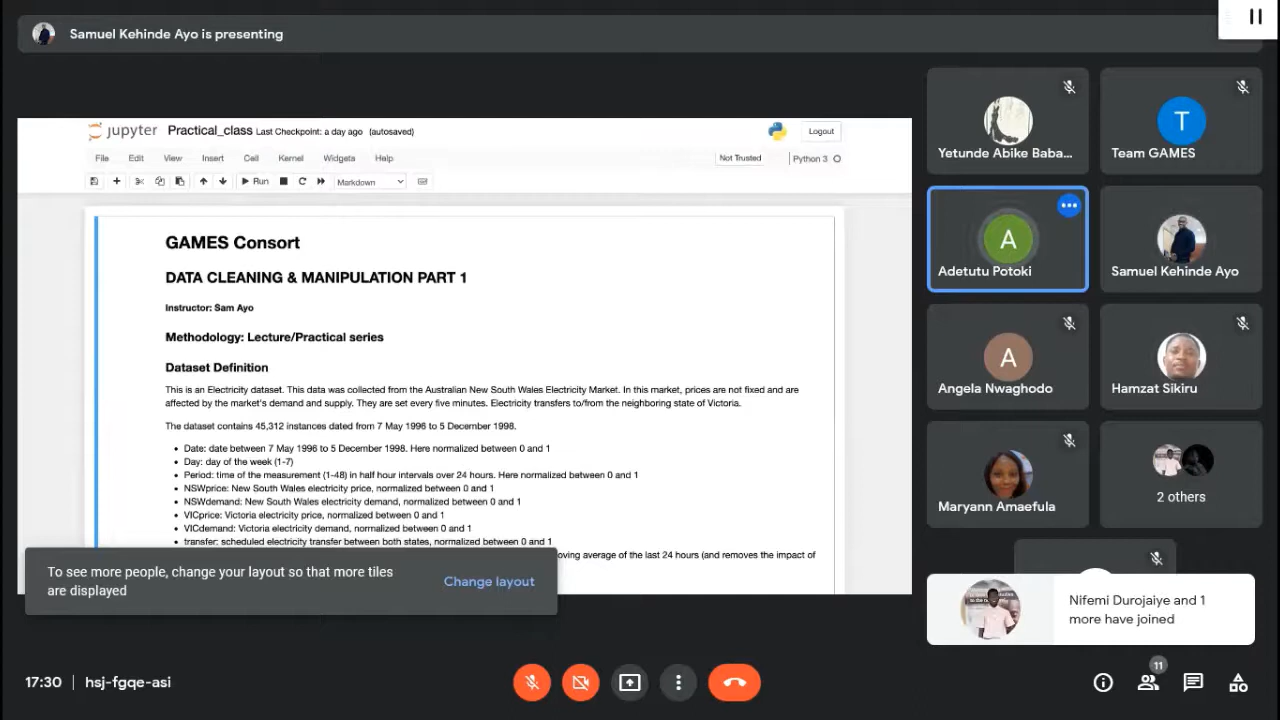 Samuel Kehinde Ayo is presenting
jupyter Practical_class Last Checkpoint: a day ago (autosaved)
Logout
File Edit View Insert Cell Kernel Widgets Help
Not Trusted
Python 3
Run
Markdown
GAMES Consort
DATA CLEANING & MANIPULATION PART 1
Instructor: Sam Ayo
Methodology: Lecture/Practical series
Dataset Definition
This is an Electricity dataset. This data was collected from the Australian New South Wales Electricity Market. In this market, prices are not fixed and are
affected by the market's demand and supply. They are set every five minutes. Electricity transfers to/from the neighboring state of Victoria.
The dataset contains 45,312 instances dated from 7 May 1996 to 5 December 1998.
• Date: date between 7 May 1996 to 5 December 1998. Here normalized between 0 and 1
• Day: day of the week (1-7)
• Period: time of the measurement (1-48) in half hour intervals over 24 hours. Here normalized between 0 and 1
• NSWprice: New South Wales electricity price, normalized between 0 and 1
• NSWdemand: New South Wales electricity demand, normalized between 0 and 1
• VICprice: Victoria electricity price, normalized between 0 and 1
• VICdemand: Victoria electricity demand, normalized between 0 and 1
• transfer: scheduled electricity transfer between both states, normalized between 0 and 1
average of the last 24 hours (and removes the impact of
To see more people, change your layout so that more tiles
are displayed
Change layout
Yetunde Abike Baba...
T
Team GAMES
A
Adetutu Potoki
Samuel Kehinde Ayo
A
Angela Nwaghodo
Hamzat Sikiru
Maryann Amaefula
2 others
Nifemi Durojaiye and 1
more have joined
17:30 | hsj-fgqe-asi
11